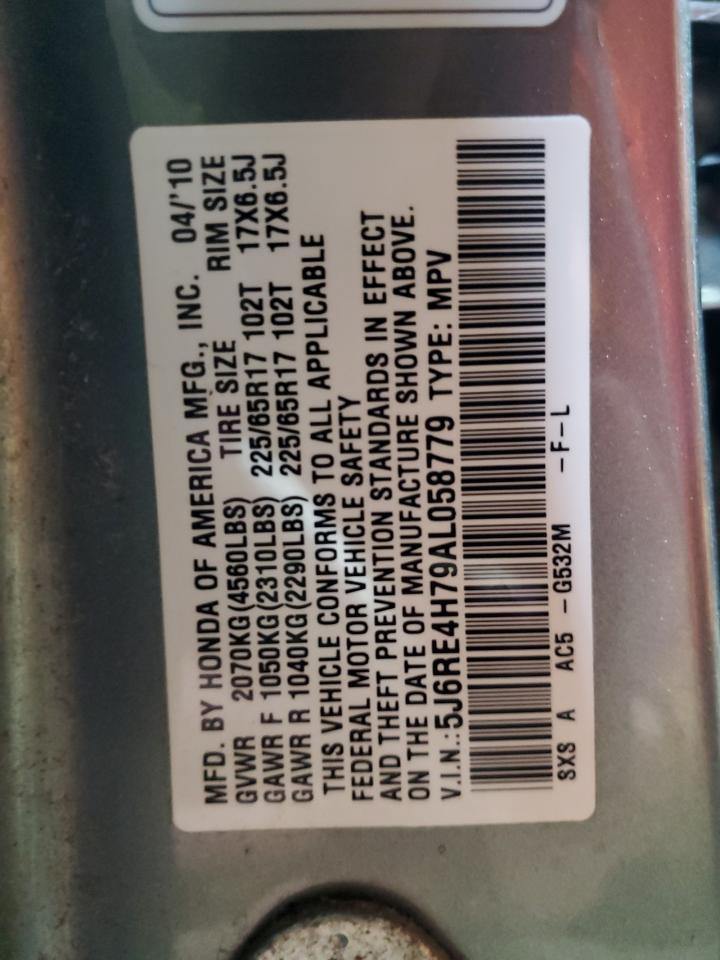 MFD. BY HONDA OF AMERICA MFG., INC. 04/'10
GVWR 2070KG(4560LBS) TIRE SIZE RIM SIZE
GAWR F 1050KG(2310LBS) 225/65R17 102T 17X6.5J
GAWR R 1040KG(2290LBS) 225/65R17 102T 17X6.5J
THIS VEHICLE CONFORMS TO ALL APPLICABLE
FEDERAL MOTOR VEHICLE SAFETY
AND THEFT PREVENTION STANDARDS IN EFFECT
ON THE DATE OF MANUFACTURE SHOWN ABOVE.
V.I.N.:5J6RE4H79AL058779 TYPE: MPV
SXS A AC5 -G532M -F-L